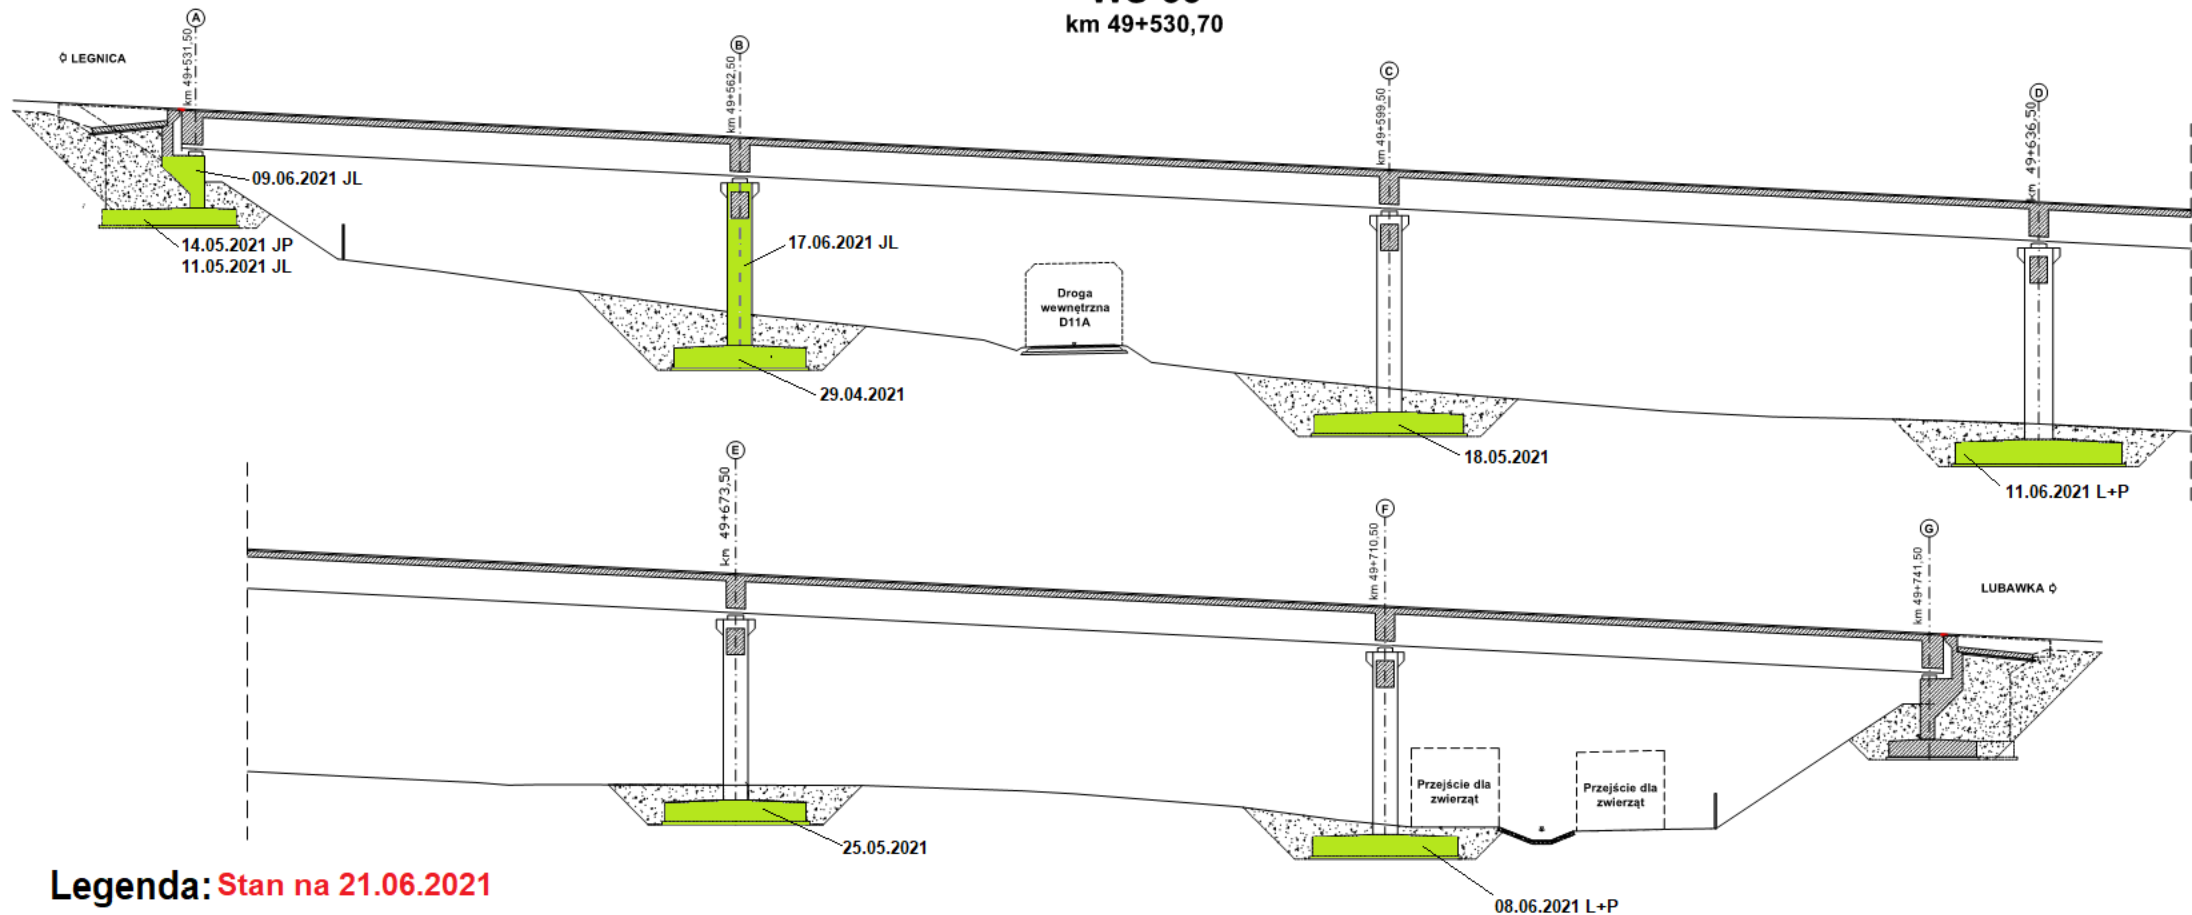 km 49+530,70
A
B
C
D
LEGNICA
km 49+531,50
km 49+562,50
km 49+599,50
km 49+636,50
09.06.2021 JL
14.05.2021 JP
11.05.2021 JL
17.06.2021 JL
Droga
wewnętrzna
D11A
29.04.2021
18.05.2021
11.06.2021 L+P
E
F
G
km 49+673,50
km 49+710,50
km 49+741,50
LUBAWKA
Przejście dla
zwierząt
Przejście dla
zwierząt
25.05.2021
08.06.2021 L+P
Legenda: Stan na 21.06.2021